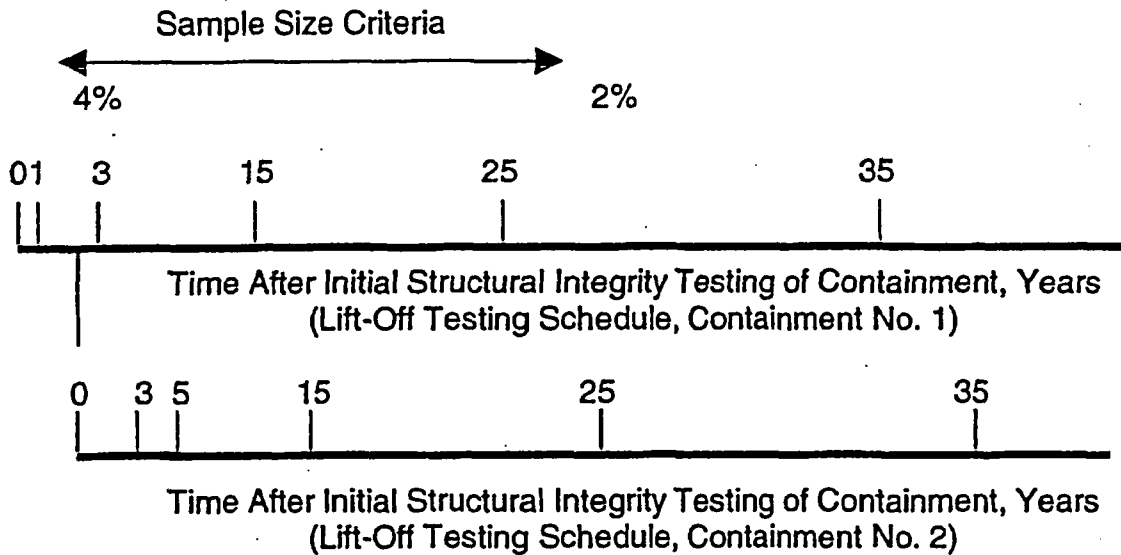 Sample Size Criteria
4% 2%
0 1 3 15 25 35
Time After Initial Structural Integrity Testing of Containment, Years
(Lift-Off Testing Schedule, Containment No. 1)
0 3 5 15 25 35
Time After Initial Structural Integrity Testing of Containment, Years
(Lift-Off Testing Schedule, Containment No. 2)